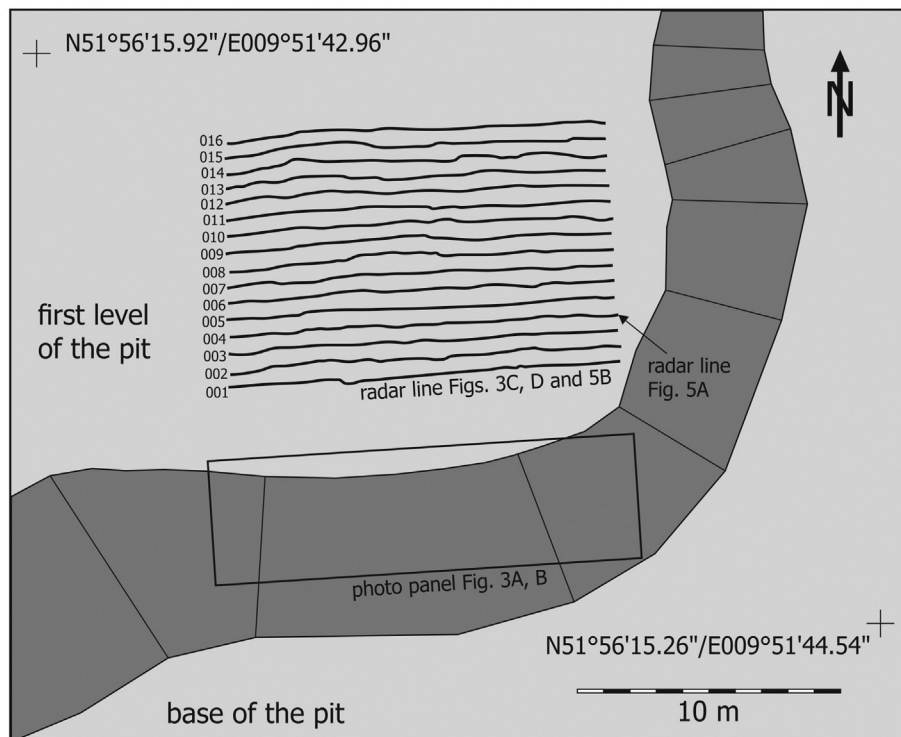 N51°56'15.92"/E009°51'42.96"
N
016
015
014
013
012
011
010
009
008
007
006
005
004
003
002
001
first level
of the pit
radar line Figs. 3C, D and 5B
radar line
Fig. 5A
photo panel Fig. 3A, B
N51°56'15.26"/E009°51'44.54"
base of the pit
10 m